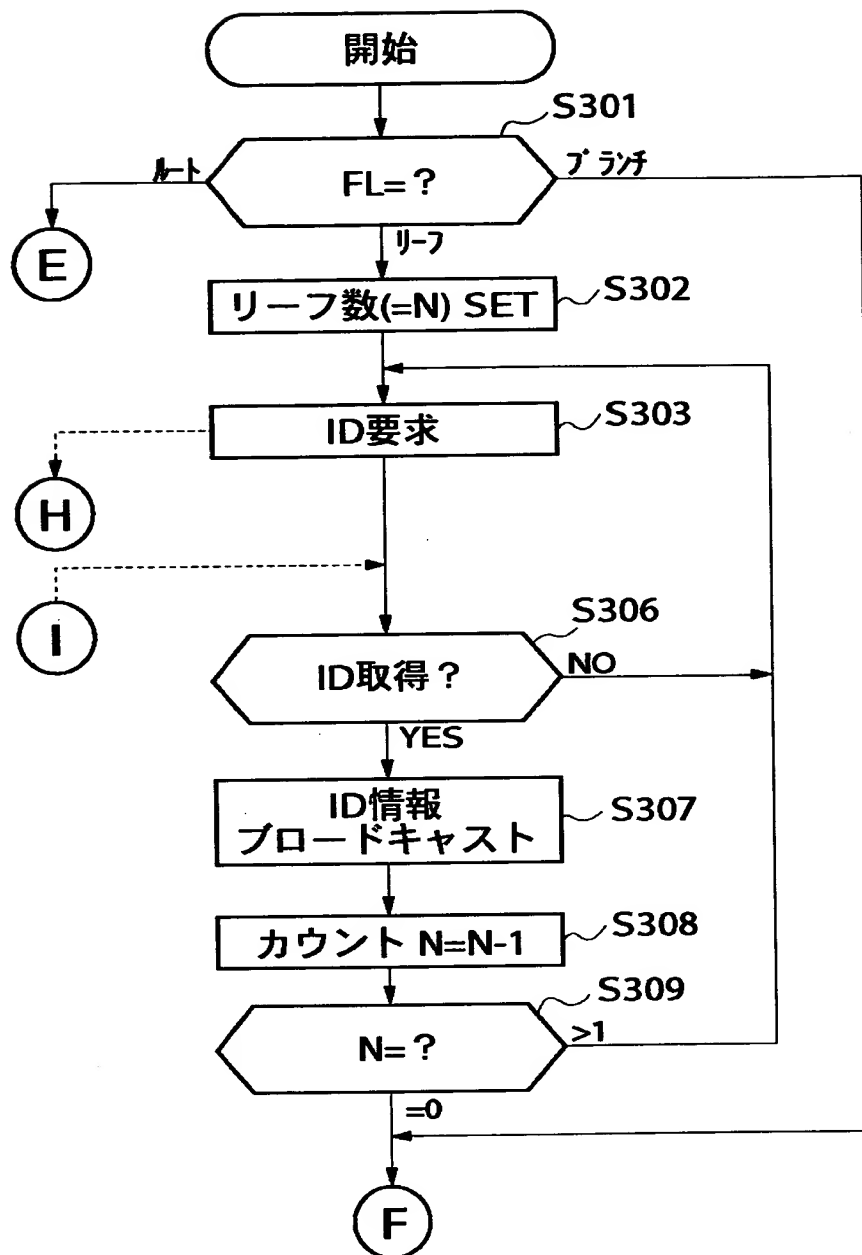 開始
S301
ルート
FL=?
ブランチ
E
リーフ
リーフ数(=N) SET
S302
ID要求
S303
H
I
S306
ID取得?
NO
YES
ID情報
ブロードキャスト
S307
カウント N=N-1
S308
S309
N=?
>1
=0
F